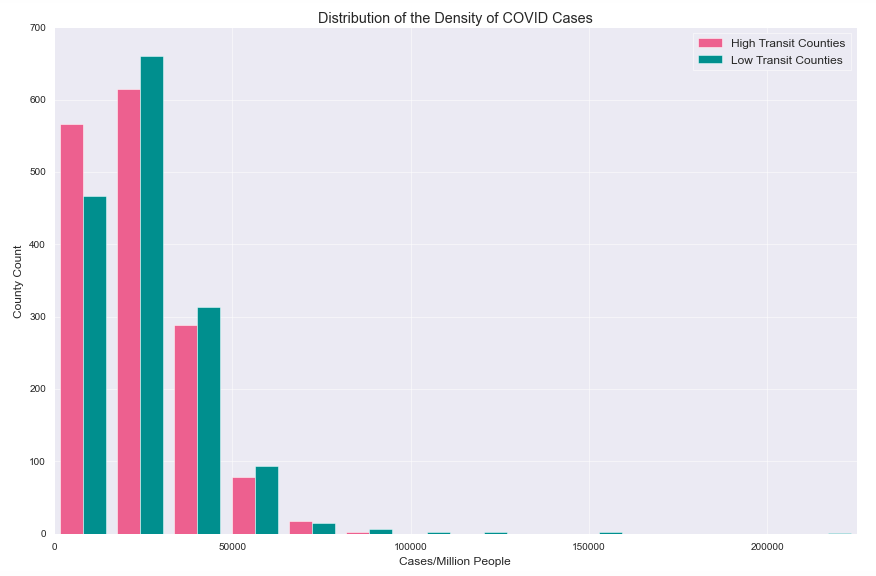 Distribution of the Density of COVID Cases
High Transit Counties
Low Transit Counties
700
600
500
400
300
200
100
0
County Count
0 50000 100000 150000 200000
Cases/Million People